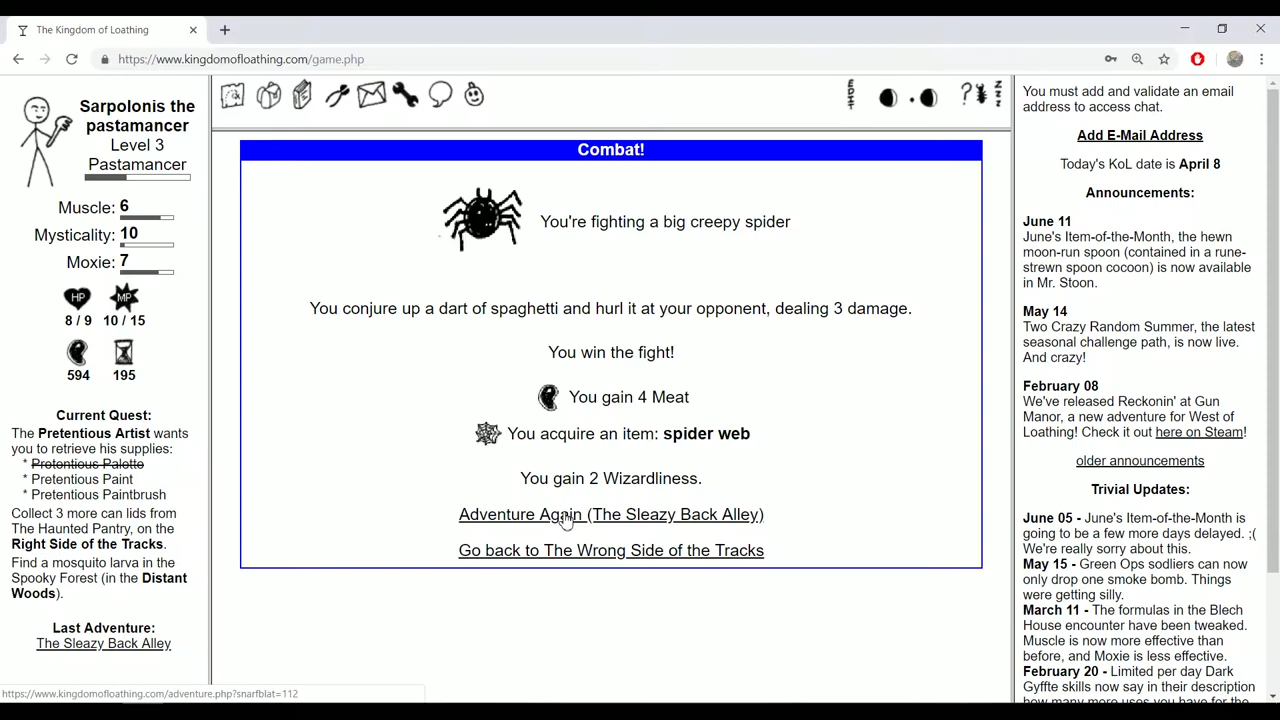 The Kingdom of Loathing
https://www.kingdomofloathing.com/game.php
Sarpolonis the
pastamancer
Level 3
Pastamancer
Muscle: 6
Mysticality: 10
Moxie: 7
HP MP
8 / 9 10 / 15
594 195
Current Quest:
The Pretentious Artist wants
you to retrieve his supplies:
* Pretentious Palette
* Pretentious Paint
* Pretentious Paintbrush
Collect 3 more can lids from
The Haunted Pantry, on the
Right Side of the Tracks.
Find a mosquito larva in the
Spooky Forest (in the Distant
Woods).
Last Adventure:
The Sleazy Back Alley
EDIT
? ZZZ
Combat!
You're fighting a big creepy spider
You conjure up a dart of spaghetti and hurl it at your opponent, dealing 3 damage.
You win the fight!
You gain 4 Meat
You acquire an item: spider web
You gain 2 Wizardliness.
Adventure Again (The Sleazy Back Alley)
Go back to The Wrong Side of the Tracks
You must add and validate an email
address to access chat.
Add E-Mail Address
Today's KoL date is April 8
Announcements:
June 11
June's Item-of-the-Month, the hewn
moon-run spoon (contained in a rune-
strewn spoon cocoon) is now available
in Mr. Stoon.
May 14
Two Crazy Random Summer, the latest
seasonal challenge path, is now live.
And crazy!
February 08
We've released Reckonin' at Gun
Manor, a new adventure for West of
Loathing! Check it out here on Steam!
older announcements
Trivial Updates:
June 05 - June's Item-of-the-Month is
going to be a few more days delayed. ;(
We're really sorry about this.
May 15 - Green Ops sodliers can now
only drop one smoke bomb. Things
were getting silly.
March 11 - The formulas in the Blech
House encounter have been tweaked.
Muscle is now more effective than
before, and Moxie is less effective.
February 20 - Limited per day Dark
Gyffte skills now say in their description
how many more uses you have for the
https://www.kingdomofloathing.com/adventure.php?snarfblat=112